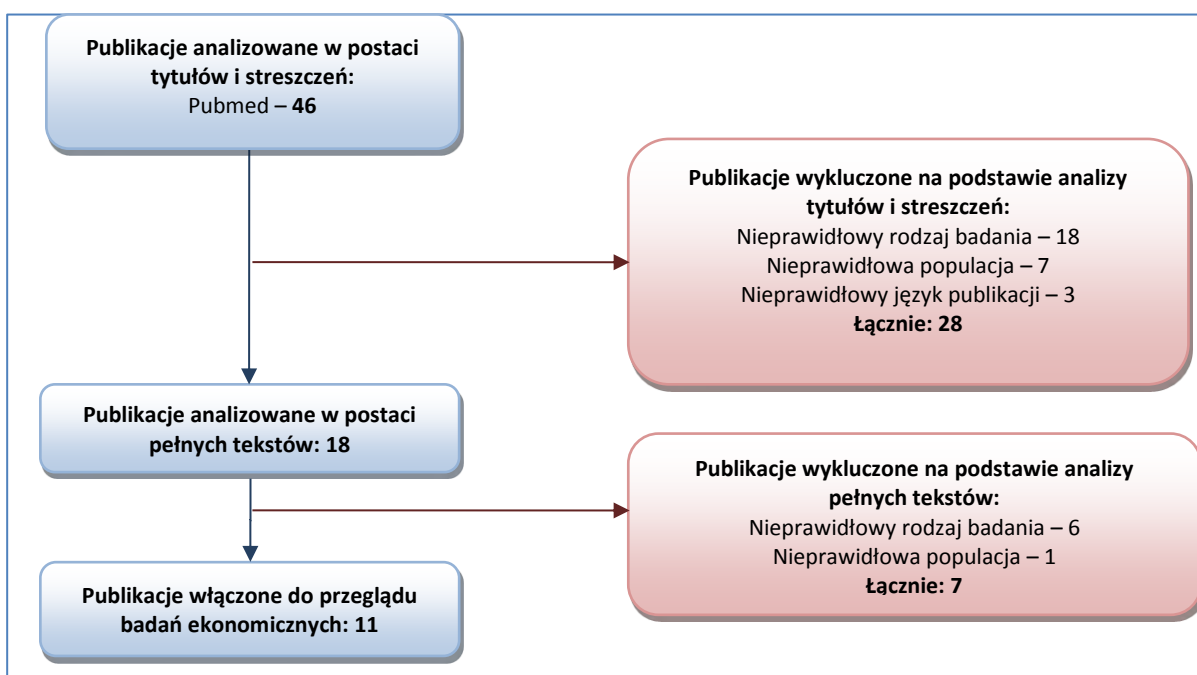 Publikacje analizowane w postaci
tytułów i streszczeń:
Pubmed – 46
Publikacje wykluczone na podstawie analizy
tytułów i streszczeń:
Nieprawidłowy rodzaj badania – 18
Nieprawidłowa populacja – 7
Nieprawidłowy język publikacji – 3
Łącznie: 28
Publikacje analizowane w postaci
pełnych tekstów: 18
Publikacje wykluczone na podstawie analizy
pełnych tekstów:
Nieprawidłowy rodzaj badania – 6
Nieprawidłowa populacja – 1
Łącznie: 7
Publikacje włączone do przeglądu
badań ekonomicznych: 11